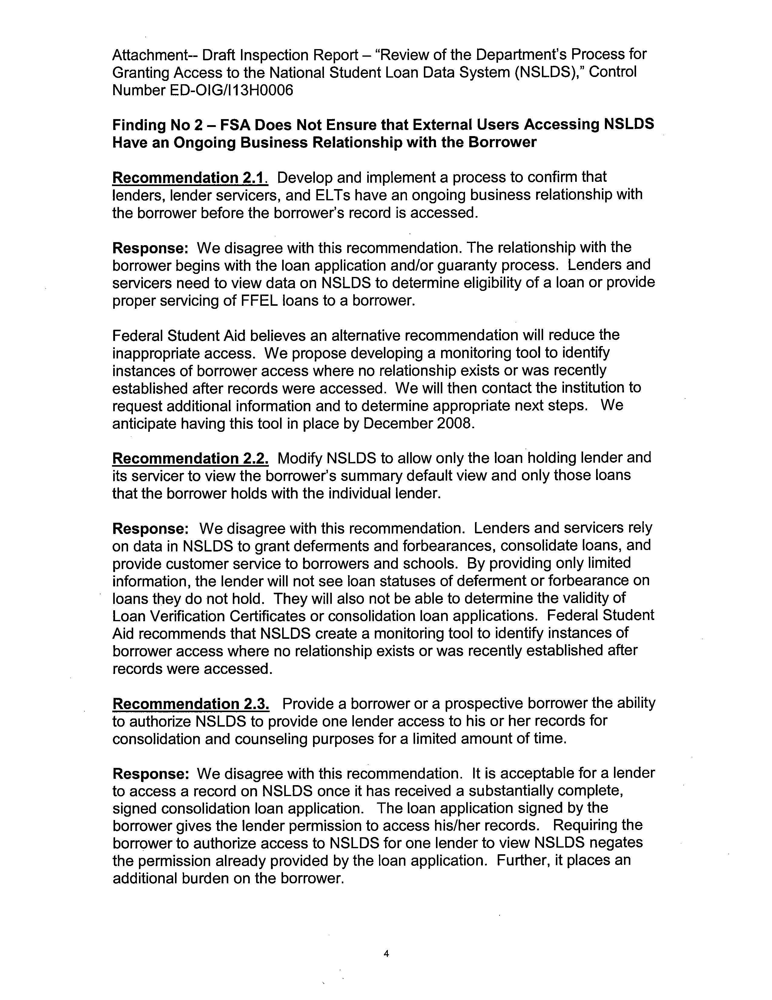 Attachment-- Draft Inspection Report – “Review of the Department’s Process for
Granting Access to the National Student Loan Data System (NSLDS),” Control
Number ED-OIG/I13H0006
Finding No 2 – FSA Does Not Ensure that External Users Accessing NSLDS
Have an Ongoing Business Relationship with the Borrower
Recommendation 2.1. Develop and implement a process to confirm that
lenders, lender servicers, and ELTs have an ongoing business relationship with
the borrower before the borrower’s record is accessed.
Response: We disagree with this recommendation. The relationship with the
borrower begins with the loan application and/or guaranty process. Lenders and
servicers need to view data on NSLDS to determine eligibility of a loan or provide
proper servicing of FFEL loans to a borrower.
Federal Student Aid believes an alternative recommendation will reduce the
inappropriate access. We propose developing a monitoring tool to identify
instances of borrower access where no relationship exists or was recently
established after records were accessed. We will then contact the institution to
request additional information and to determine appropriate next steps. We
anticipate having this tool in place by December 2008.
Recommendation 2.2. Modify NSLDS to allow only the loan holding lender and
its servicer to view the borrower’s summary default view and only those loans
that the borrower holds with the individual lender.
Response: We disagree with this recommendation. Lenders and servicers rely
on data in NSLDS to grant deferments and forbearances, consolidate loans, and
provide customer service to borrowers and schools. By providing only limited
information, the lender will not see loan statuses of deferment or forbearance on
loans they do not hold. They will also not be able to determine the validity of
Loan Verification Certificates or consolidation loan applications. Federal Student
Aid recommends that NSLDS create a monitoring tool to identify instances of
borrower access where no relationship exists or was recently established after
records were accessed.
Recommendation 2.3. Provide a borrower or a prospective borrower the ability
to authorize NSLDS to provide one lender access to his or her records for
consolidation and counseling purposes for a limited amount of time.
Response: We disagree with this recommendation. It is acceptable for a lender
to access a record on NSLDS once it has received a substantially complete,
signed consolidation loan application. The loan application signed by the
borrower gives the lender permission to access his/her records. Requiring the
borrower to authorize access to NSLDS for one lender to view NSLDS negates
the permission already provided by the loan application. Further, it places an
additional burden on the borrower.
4